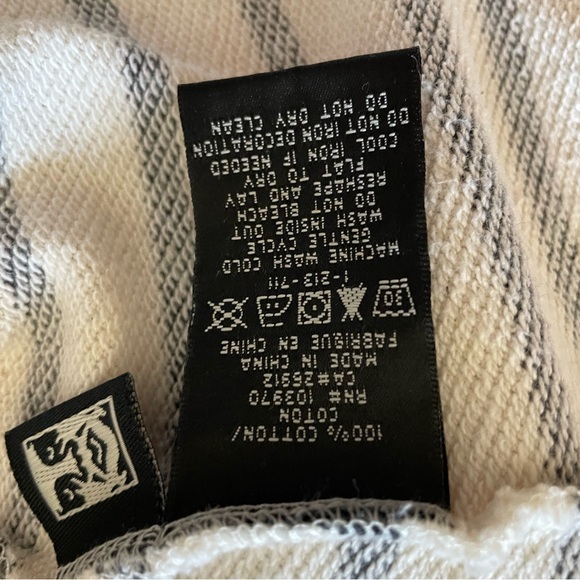 100% COTTON/
COTON
RN# 103970
CA#26912
MADE IN CHINA
FABRIQUE EN CHINE
30
1-213-711
MACHINE WASH COLD
GENTLE CYCLE
WASH INSIDE OUT
DO NOT BLEACH
RESHAPE AND LAY
FLAT TO DRY
COOL IRON IF NEEDED
DO NOT IRON DECORATION
DO NOT DRY CLEAN